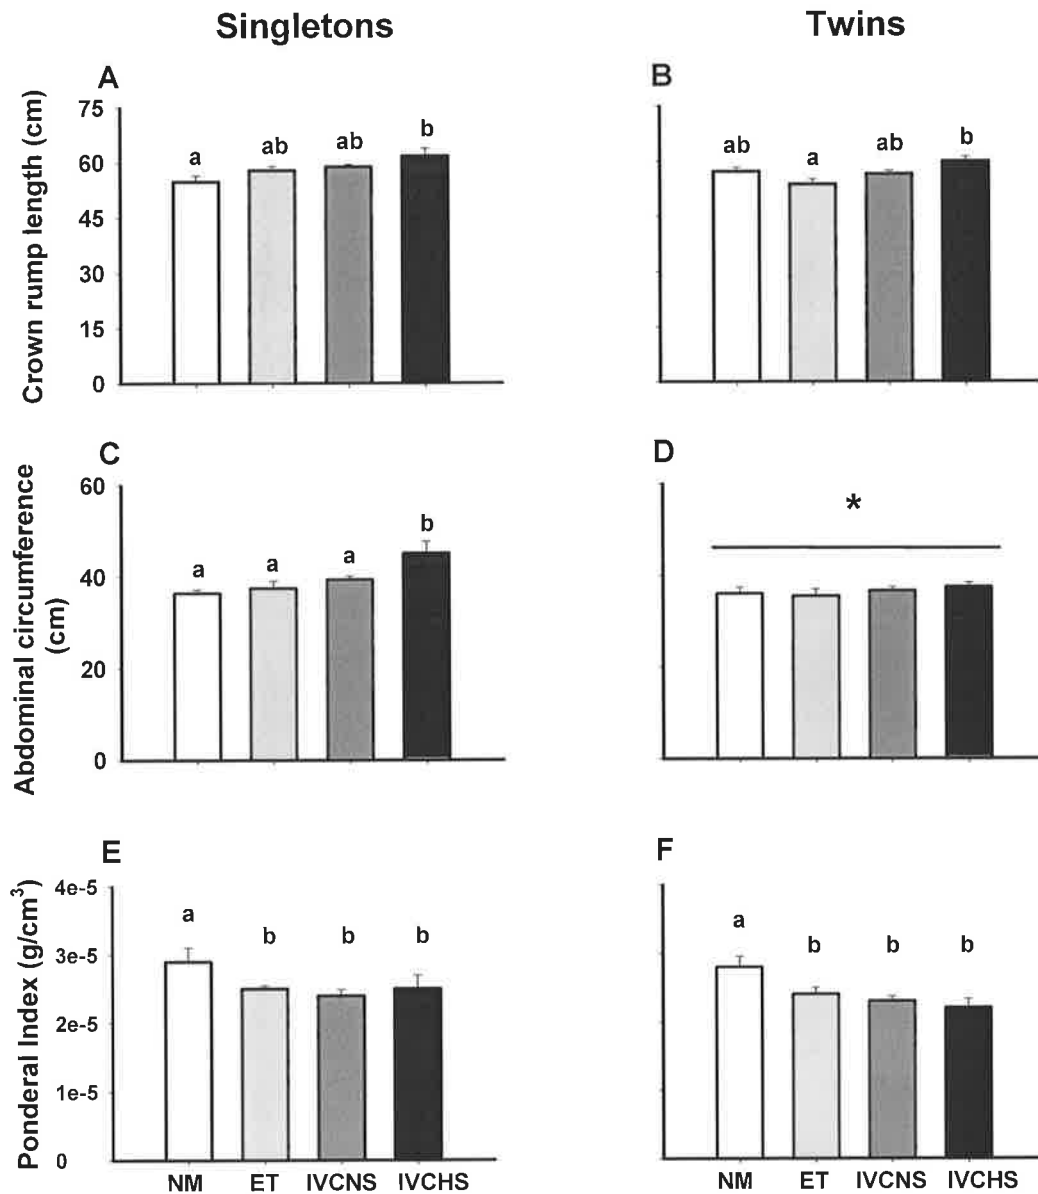 Singletons
Twins
A
Crown rump length (cm)
75
60
45
30
15
0
a
ab
ab
b
B
ab
a
ab
b
C
Abdominal circumference
(cm)
60
40
20
0
a
a
a
b
D
*
E
Ponderal Index (g/cm³)
4e-5
3e-5
2e-5
1e-5
0
a
b
b
b
NM ET IVCNS IVCHS
F
a
b
b
b
NM ET IVCNS IVCHS